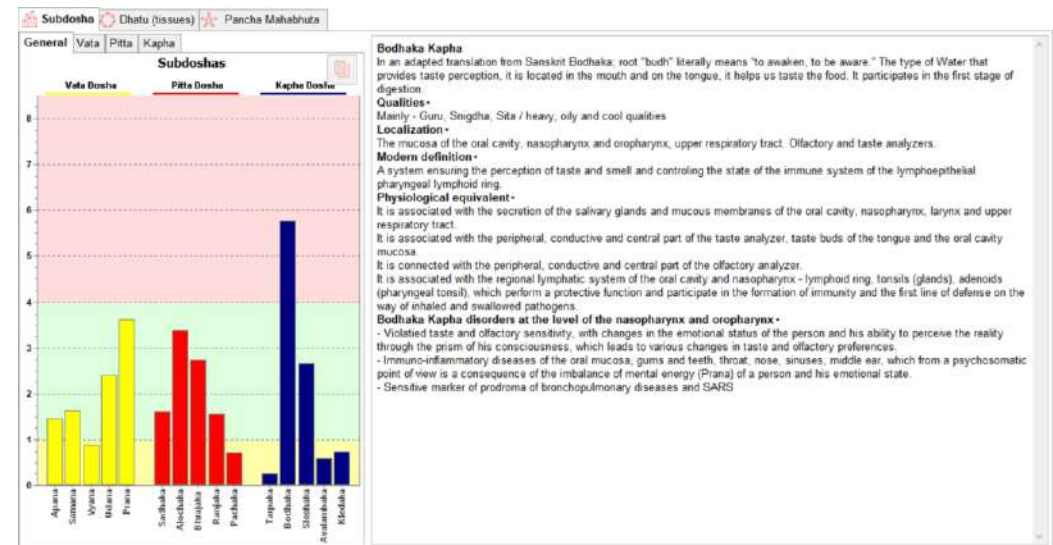 Subdosha Dhatu (tissues) Pancha Mahabhuta
General Vata Pitta Kapha
Subdoshas
Vata Dosha Pitta Dosha Kapha Dosha
8
7
6
5
4
3
2
1
0
Apana
Samana
Vyana
Udana
Prana
Sadhaka
Alochaka
Bhrajaka
Ranjaka
Pachaka
Tarpaka
Bodhaka
Sleshaka
Avalambaka
Kledaka
Bodhaka Kapha
In an adapted translation from Sanskrit Bodhaka; root "budh" literally means "to awaken, to be aware." The type of Water that
provides taste perception, it is located in the mouth and on the tongue, it helps us taste the food. It participates in the first stage of
digestion.
Qualities•
Mainly - Guru, Snigdha, Sita / heavy, oily and cool qualities
Localization•
The mucosa of the oral cavity, nasopharynx and oropharynx, upper respiratory tract. Olfactory and taste analyzers.
Modern definition•
A system ensuring the perception of taste and smell and controling the state of the immune system of the lymphoepithelial
pharyngeal lymphoid ring.
Physiological equivalent•
It is associated with the secretion of the salivary glands and mucous membranes of the oral cavity, nasopharynx, larynx and upper
respiratory tract.
It is associated with the peripheral, conductive and central part of the taste analyzer, taste buds of the tongue and the oral cavity
mucosa.
It is connected with the peripheral, conductive and central part of the olfactory analyzer.
It is associated with the regional lymphatic system of the oral cavity and nasopharynx - lymphoid ring, tonsils (glands), adenoids
(pharyngeal tonsil), which perform a protective function and participate in the formation of immunity and the first line of defense on the
way of inhaled and swallowed pathogens.
Bodhaka Kapha disorders at the level of the nasopharynx and oropharynx•
- Violatied taste and olfactory sensitivity, with changes in the emotional status of the person and his ability to perceive the reality
through the prism of his consciousness, which leads to various changes in taste and olfactory preferences.
- Immuno-inflammatory diseases of the oral mucosa, gums and teeth, throat, nose, sinuses, middle ear, which from a psychosomatic
point of view is a consequence of the imbalance of mental energy (Prana) of a person and his emotional state.
- Sensitive marker of prodroma of bronchopulmonary diseases and SARS